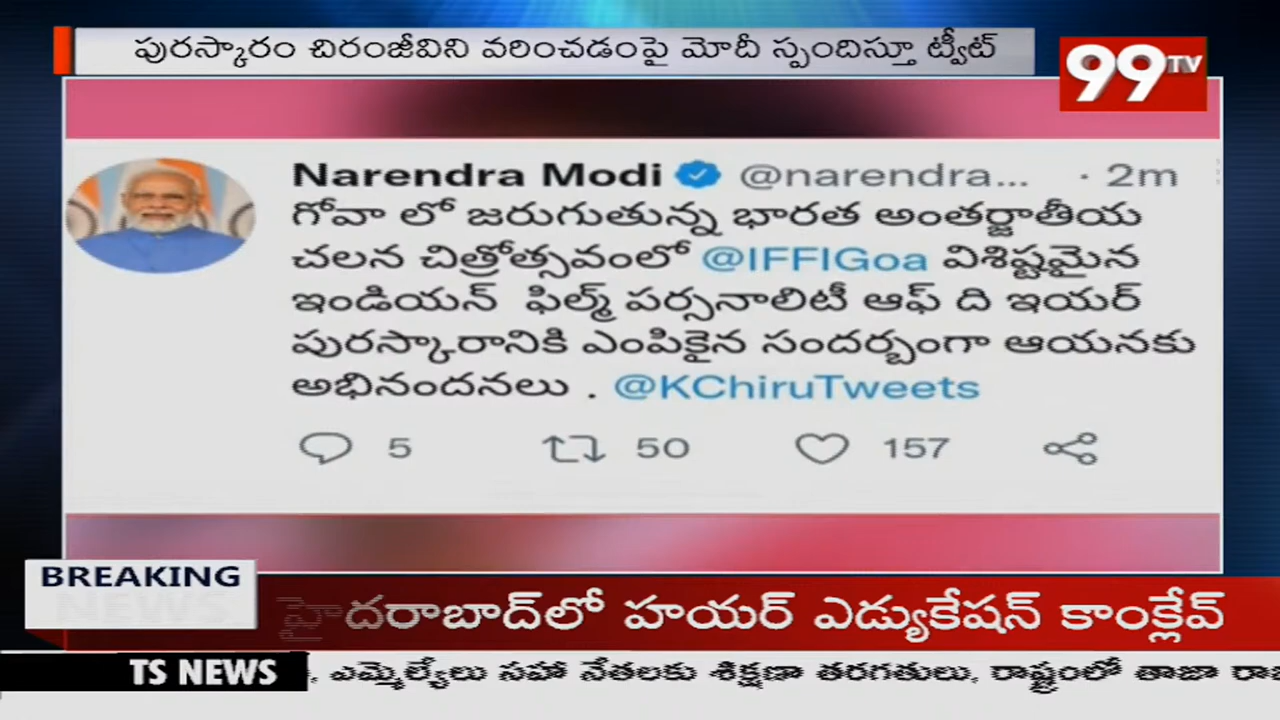 పురస్కారం చిరంజీవిని వరించడంపై మోదీ స్పందిస్తూ ట్వీట్
99TV
Narendra Modi @narendra... · 2m
గోవా లో జరుగుతున్న భారత అంతర్జాతీయ
చలన చిత్రోత్సవంలో @IFFIGoa విశిష్టమైన
ఇండియన్ ఫిల్మ్ పర్సనాలిటీ ఆఫ్ ది ఇయర్
పురస్కారానికి ఎంపికైన సందర్బంగా ఆయనకు
అభినందనలు . @KChiruTweets
5 50 157
BREAKING
NEWS
హైదరాబాద్‌లో హయర్ ఎడ్యుకేషన్ కాంక్లేవ్
TS NEWS
, ఎమ్మెల్యేలు సహా నేతలకు శిక్షణా తరగతులు, రాష్ట్రంలో తాజా